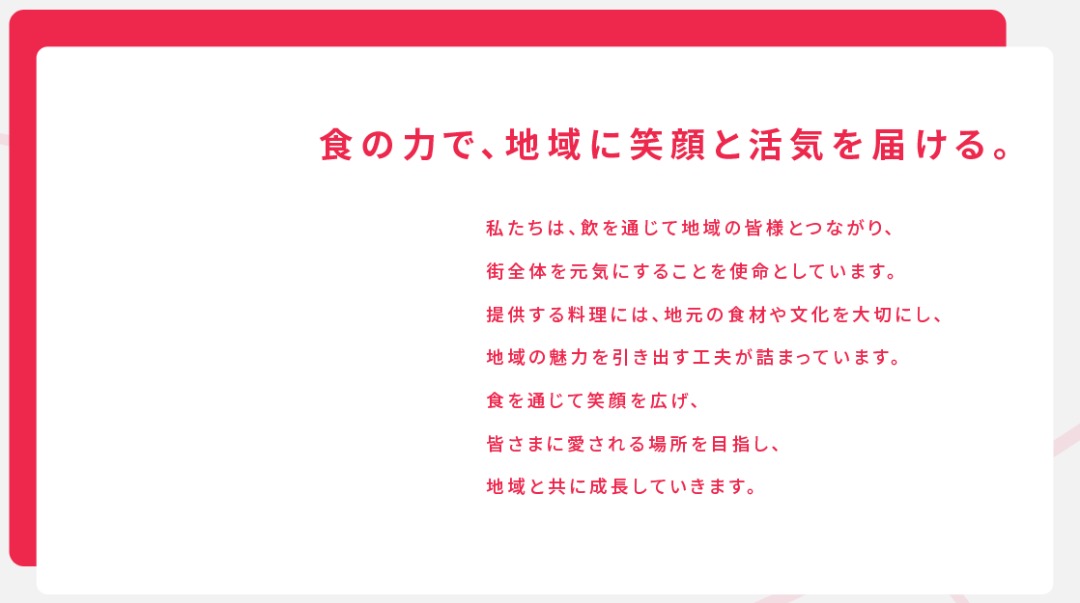 食の力で、地域に笑顔と活気を届ける。
私たちは、飲を通じて地域の皆様とつながり、
街全体を元気にすることを使命としています。
提供する料理には、地元の食材や文化を大切にし、
地域の魅力を引き出す工夫が詰まっています。
食を通じて笑顔を広げ、
皆さまに愛される場所を目指し、
地域と共に成長していきます。